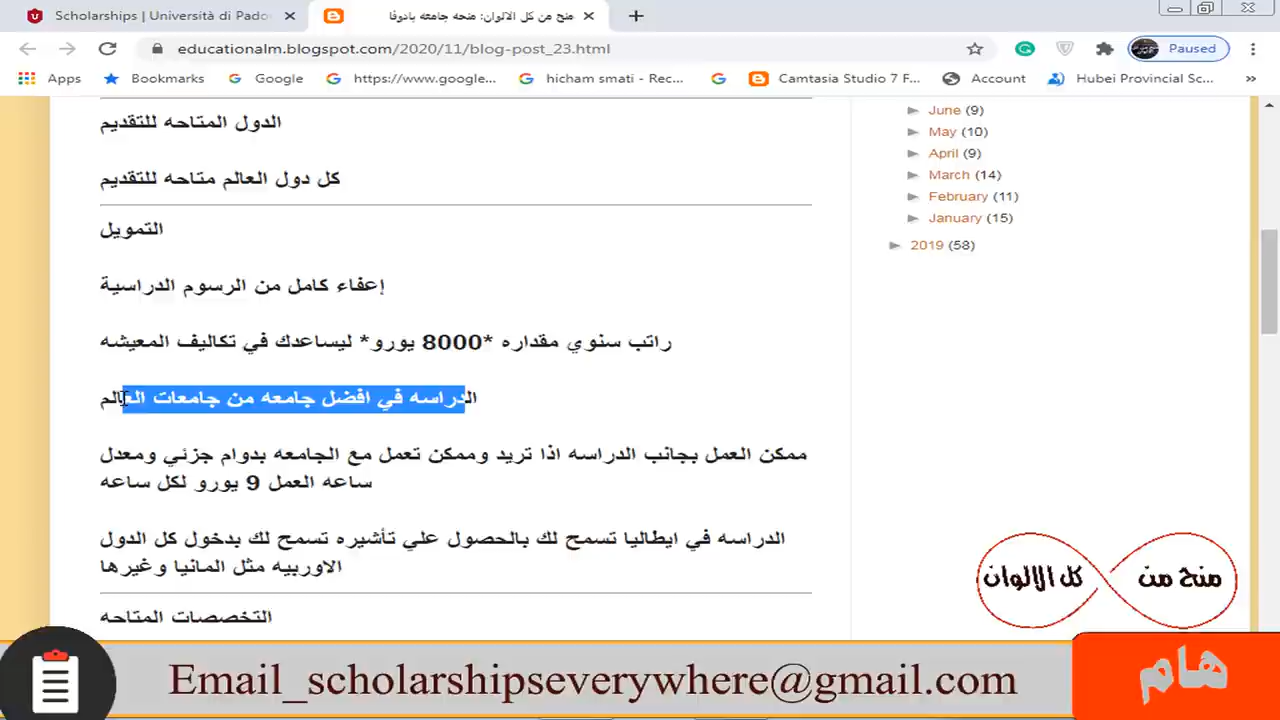 Scholarships | Università di Pado
منح من كل الالوان: منحه جامعه بادوفا
educationalm.blogspot.com/2020/11/blog-post_23.html
Paused
Apps
Bookmarks
Google
https://www.google...
hicham smati - Rec...
Camtasia Studio 7 F...
Account
Hubei Provincial Sc...
»
الدول المتاحه للتقديم
كل دول العالم متاحه للتقديم
التمويل
إعفاء كامل من الرسوم الدراسية
راتب سنوي مقداره *8000 يورو* ليساعدك في تكاليف المعيشه
الدراسه في افضل جامعه من جامعات العالم
ممكن العمل بجانب الدراسه اذا تريد وممكن تعمل مع الجامعه بدوام جزئي ومعدل
ساعه العمل 9 يورو لكل ساعه
الدراسه في ايطاليا تسمح لك بالحصول علي تأشيره تسمح لك بدخول كل الدول
الاوربيه مثل المانيا وغيرها
التخصصات المتاحه
► June (9)
► May (10)
► April (9)
► March (14)
► February (11)
► January (15)
► 2019 (58)
منح من كل الالوان
Email_scholarshipseverywhere@gmail.com
هام